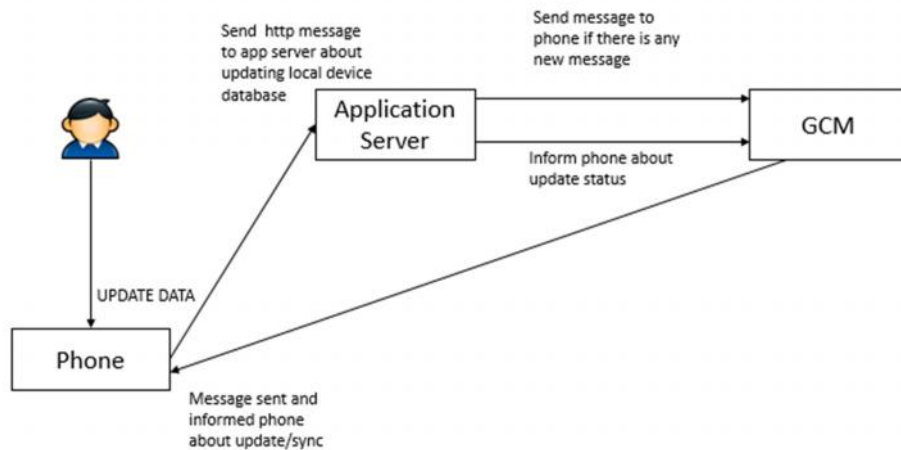 Send http message
to app server about
updating local device
database
Send message to
phone if there is any
new message
Application
Server
GCM
Inform phone about
update status
UPDATE DATA
Phone
Message sent and
informed phone
about update/sync